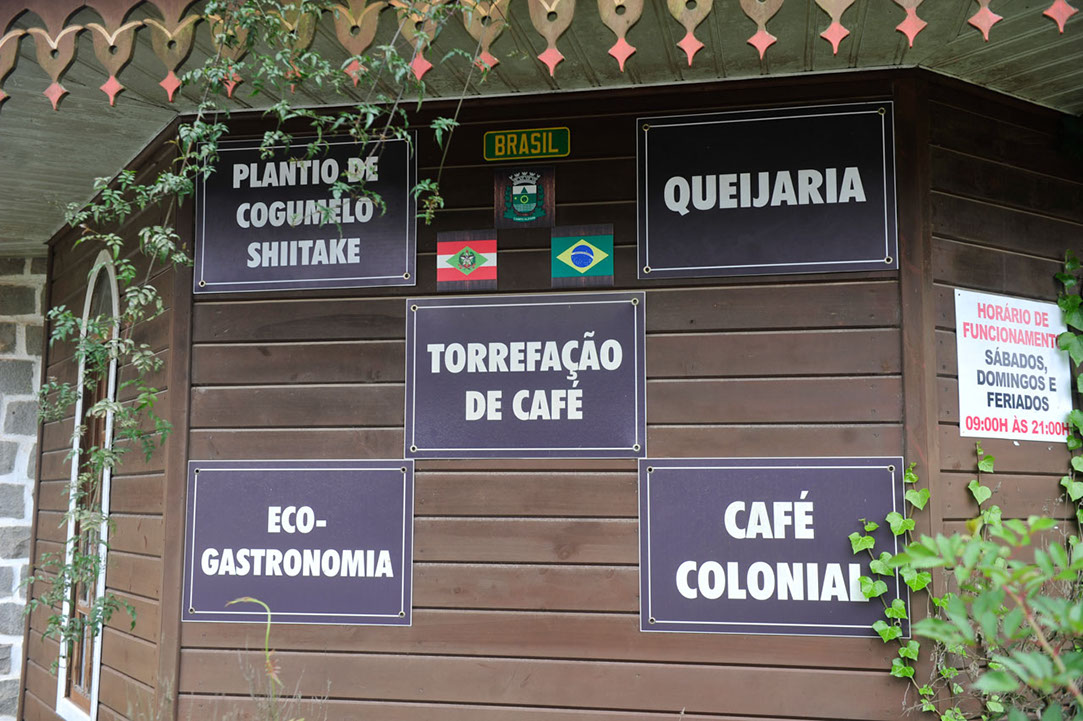 BRASIL
PLANTIO DE
COGUMELO
SHIITAKE
QUEIJARIA
TORREFAÇÃO
DE CAFÉ
HORÁRIO DE
FUNCIONAMENTO
SÁBADOS,
DOMINGOS E
FERIADOS
09:00H ÀS 21:00H
ECO-
GASTRONOMIA
CAFÉ
COLONIAL